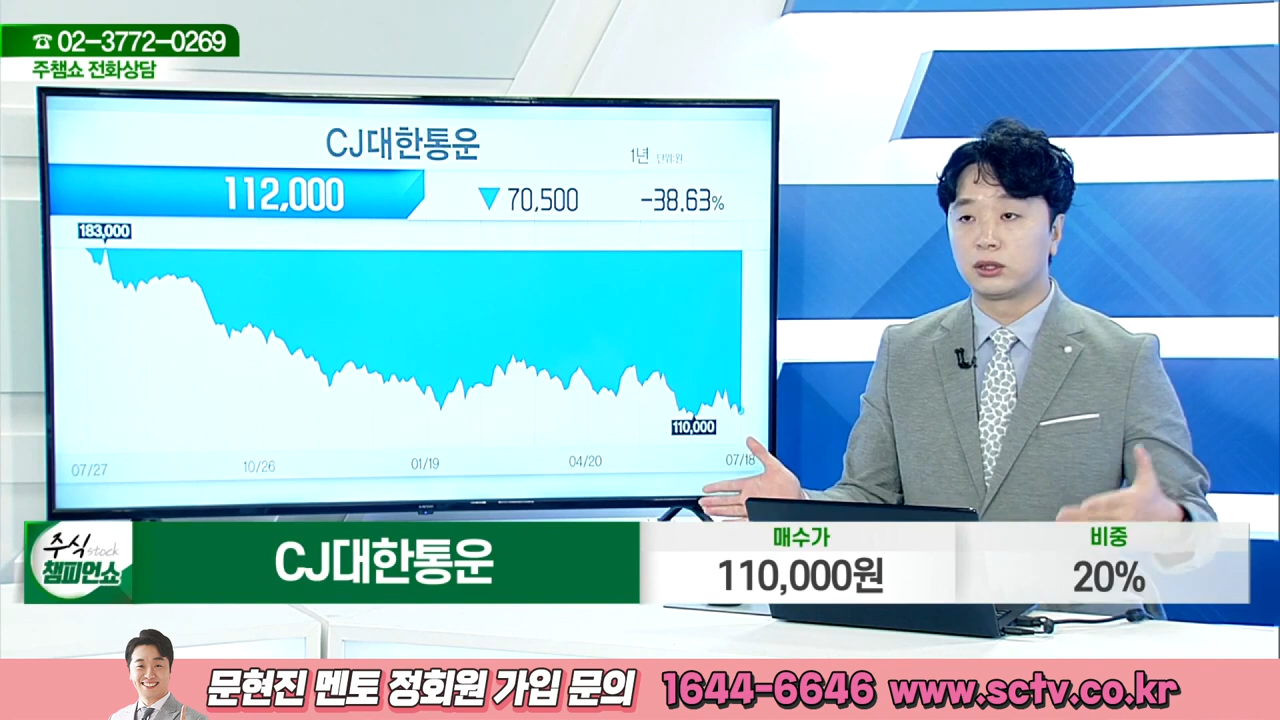 ☎ 02-3772-0269
주챔쇼 전화상담
CJ대한통운
1년 단위:원
112,000 ▼70,500 -38.63%
183,000
110,000
07/27 10/26 01/19 04/20 07/18
주식 stock
챔피언쇼
CJ대한통운
매수가
110,000원
비중
20%
문현진 멘토 정회원 가입 문의 1644-6646 www.sctv.co.kr